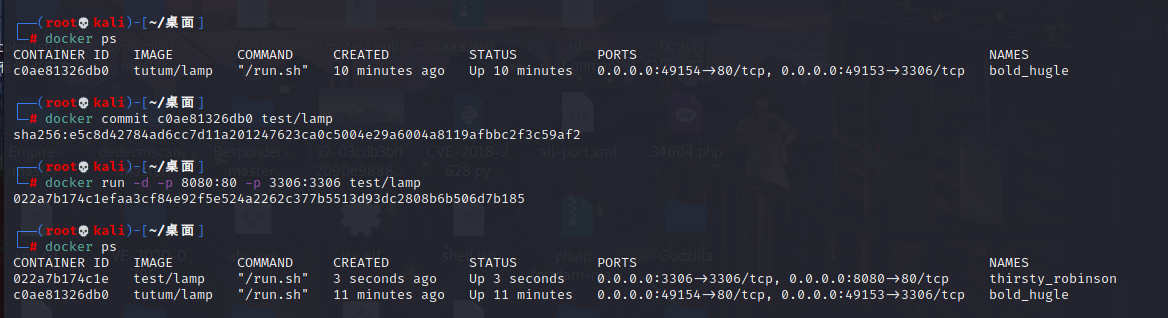 ┌──(root💀kali)-[~/桌面]
└─# docker ps
CONTAINER ID   IMAGE        COMMAND     CREATED          STATUS          PORTS                                           NAMES
c0ae81326db0   tutum/lamp   "/run.sh"   10 minutes ago   Up 10 minutes   0.0.0.0:49154->80/tcp, 0.0.0.0:49153->3306/tcp   bold_hugle
┌──(root💀kali)-[~/桌面]
└─# docker commit c0ae81326db0 test/lamp
sha256:e5c8d42784ad6cc7d11a201247623ca0c5004e29a6004a8119afbbc2f3c59af2
┌──(root💀kali)-[~/桌面]
└─# docker run -d -p 8080:80 -p 3306:3306 test/lamp
022a7b174c1efaa3cf84e92f5e524a2262c377b5513d93dc2808b6b506d7b185
┌──(root💀kali)-[~/桌面]
└─# docker ps
CONTAINER ID   IMAGE        COMMAND     CREATED          STATUS          PORTS                                           NAMES
022a7b174c1e   test/lamp    "/run.sh"   3 seconds ago    Up 3 seconds    0.0.0.0:3306->3306/tcp, 0.0.0.0:8080->80/tcp     thirsty_robinson
c0ae81326db0   tutum/lamp   "/run.sh"   11 minutes ago   Up 11 minutes   0.0.0.0:49154->80/tcp, 0.0.0.0:49153->3306/tcp   bold_hugle